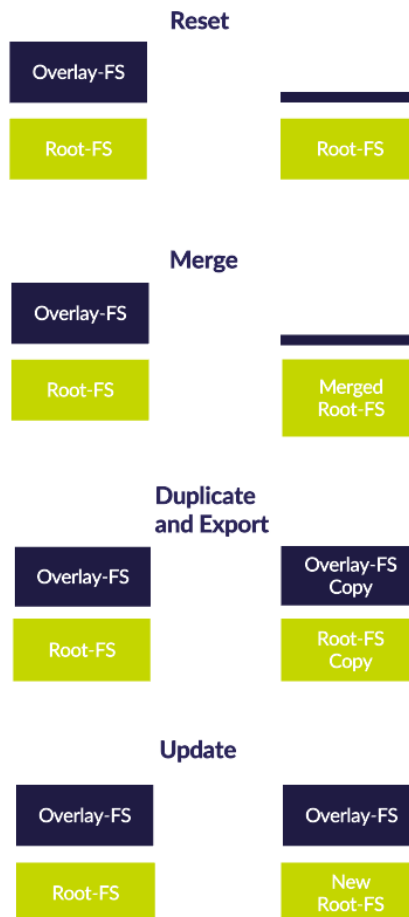 Reset
Overlay-FS
Root-FS
Root-FS
Merge
Overlay-FS
Root-FS
Merged
Root-FS
Duplicate
and Export
Overlay-FS
Overlay-FS
Copy
Root-FS
Root-FS
Copy
Update
Overlay-FS
Overlay-FS
Root-FS
New
Root-FS